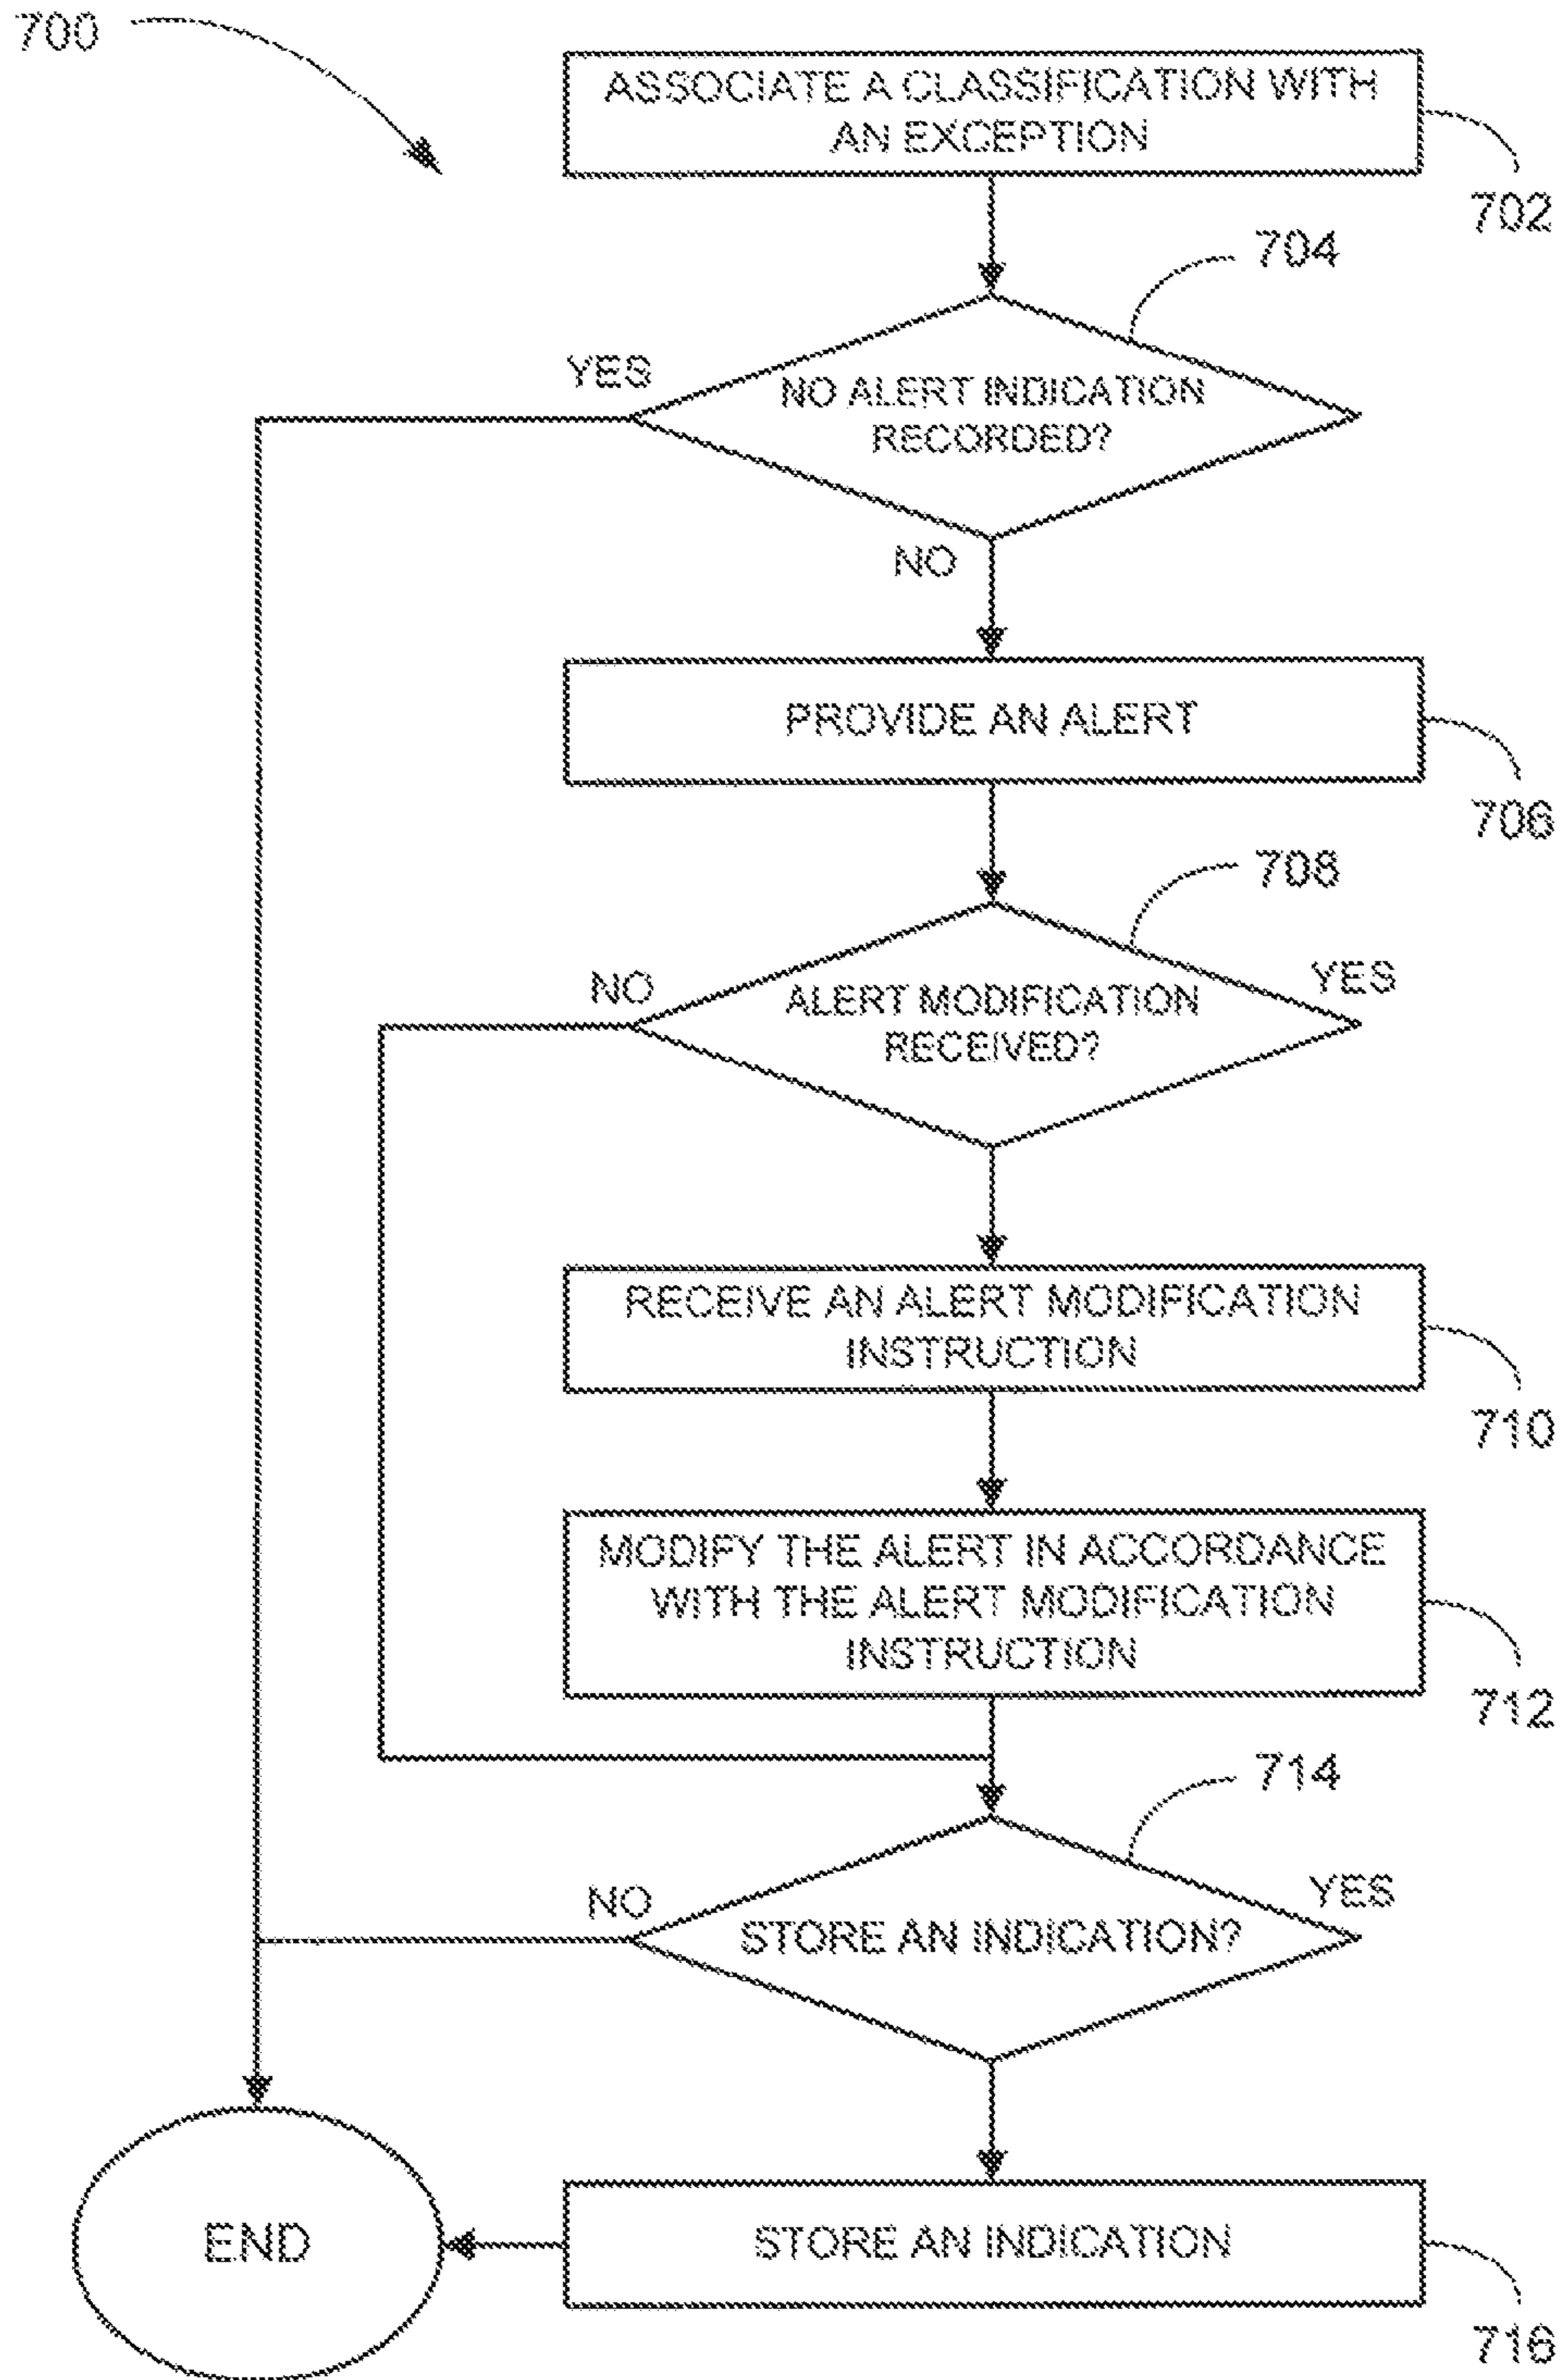 700
ASSOCIATE A CLASSIFICATION WITH
AN EXCEPTION
702
704
YES
NO ALERT INDICATION
RECORDED?
NO
PROVIDE AN ALERT
706
708
NO
YES
ALERT MODIFICATION
RECEIVED?
RECEIVE AN ALERT MODIFICATION
INSTRUCTION
710
MODIFY THE ALERT IN ACCORDANCE
WITH THE ALERT MODIFICATION
INSTRUCTION
712
714
NO
YES
STORE AN INDICATION?
END
STORE AN INDICATION
716